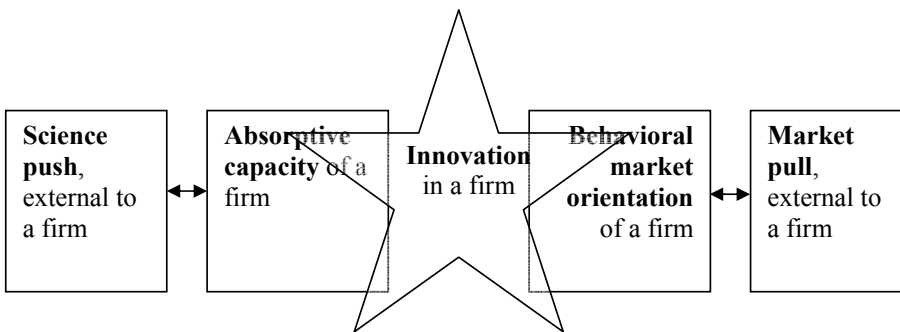 Science
push,
external to
a firm
Absorptive
capacity of a
firm
Innovation
in a firm
Behavioral
market
orientation
of a firm
Market
pull,
external to
a firm